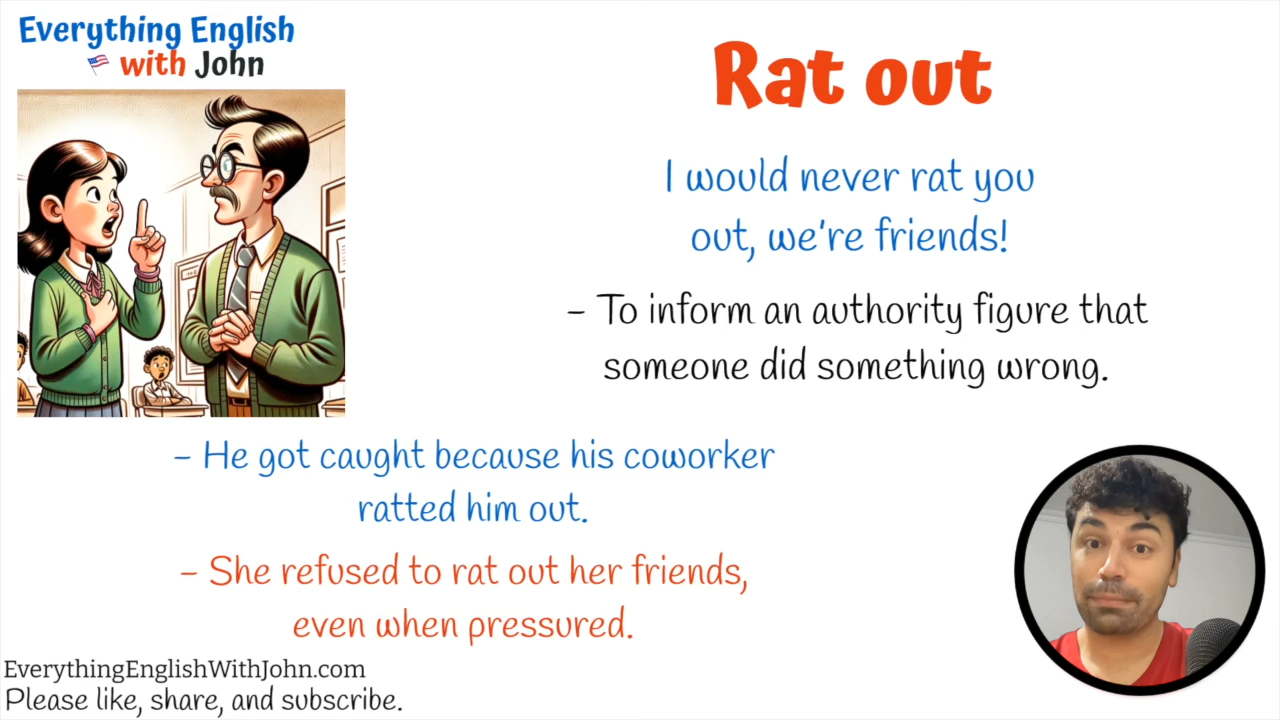 Everything English
with John
Rat out
I would never rat you
out, we're friends!
- To inform an authority figure that
someone did something wrong.
- He got caught because his coworker
ratted him out.
- She refused to rat out her friends,
even when pressured.
EverythingEnglishWithJohn.com
Please like, share, and subscribe.